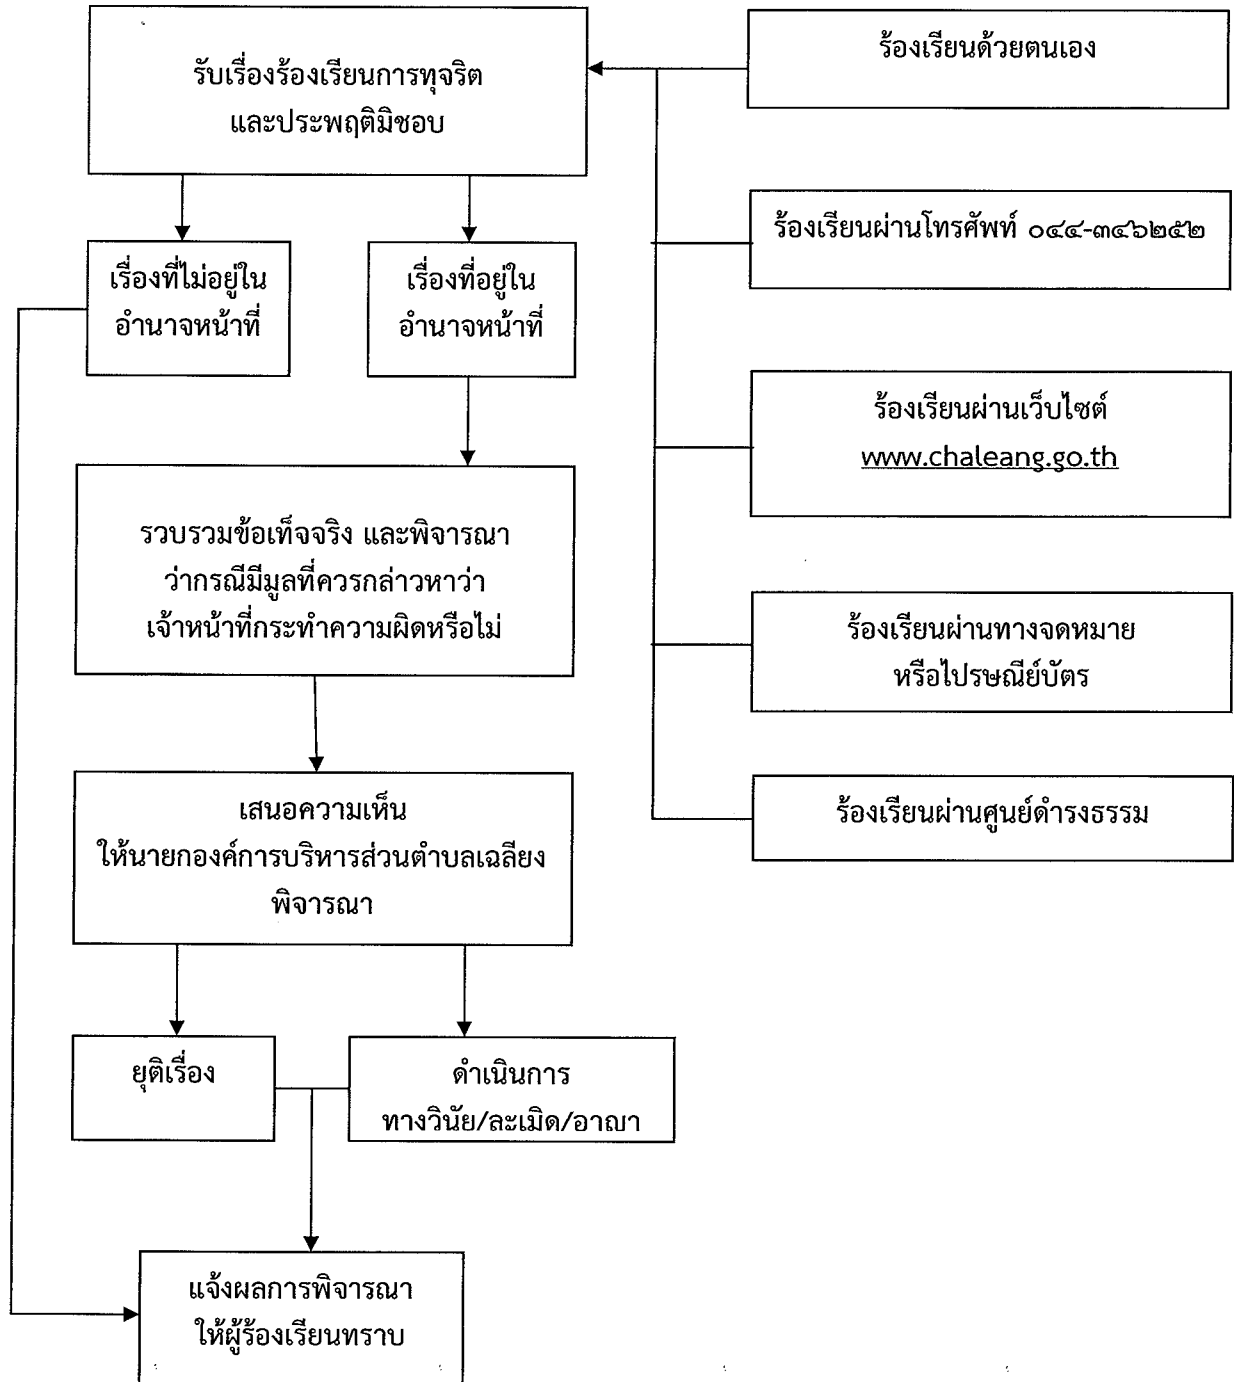 รับเรื่องร้องเรียนการทุจริต
และประพฤติมิชอบ
ร้องเรียนด้วยตนเอง
ร้องเรียนผ่านโทรศัพท์ ๐๔๔-๓๔๖๒๕๒
ร้องเรียนผ่านเว็บไซต์
www.chaleang.go.th
ร้องเรียนผ่านทางจดหมาย
หรือไปรษณีย์บัตร
ร้องเรียนผ่านศูนย์ดำรงธรรม
เรื่องที่ไม่อยู่ใน
อำนาจหน้าที่
เรื่องที่อยู่ใน
อำนาจหน้าที่
รวบรวมข้อเท็จจริง และพิจารณา
ว่ากรณีมีมูลที่ควรกล่าวหาว่า
เจ้าหน้าที่กระทำความผิดหรือไม่
เสนอความเห็น
ให้นายกองค์การบริหารส่วนตำบลเฉลียง
พิจารณา
ยุติเรื่อง
ดำเนินการ
ทางวินัย/ละเมิด/อาญา
แจ้งผลการพิจารณา
ให้ผู้ร้องเรียนทราบ